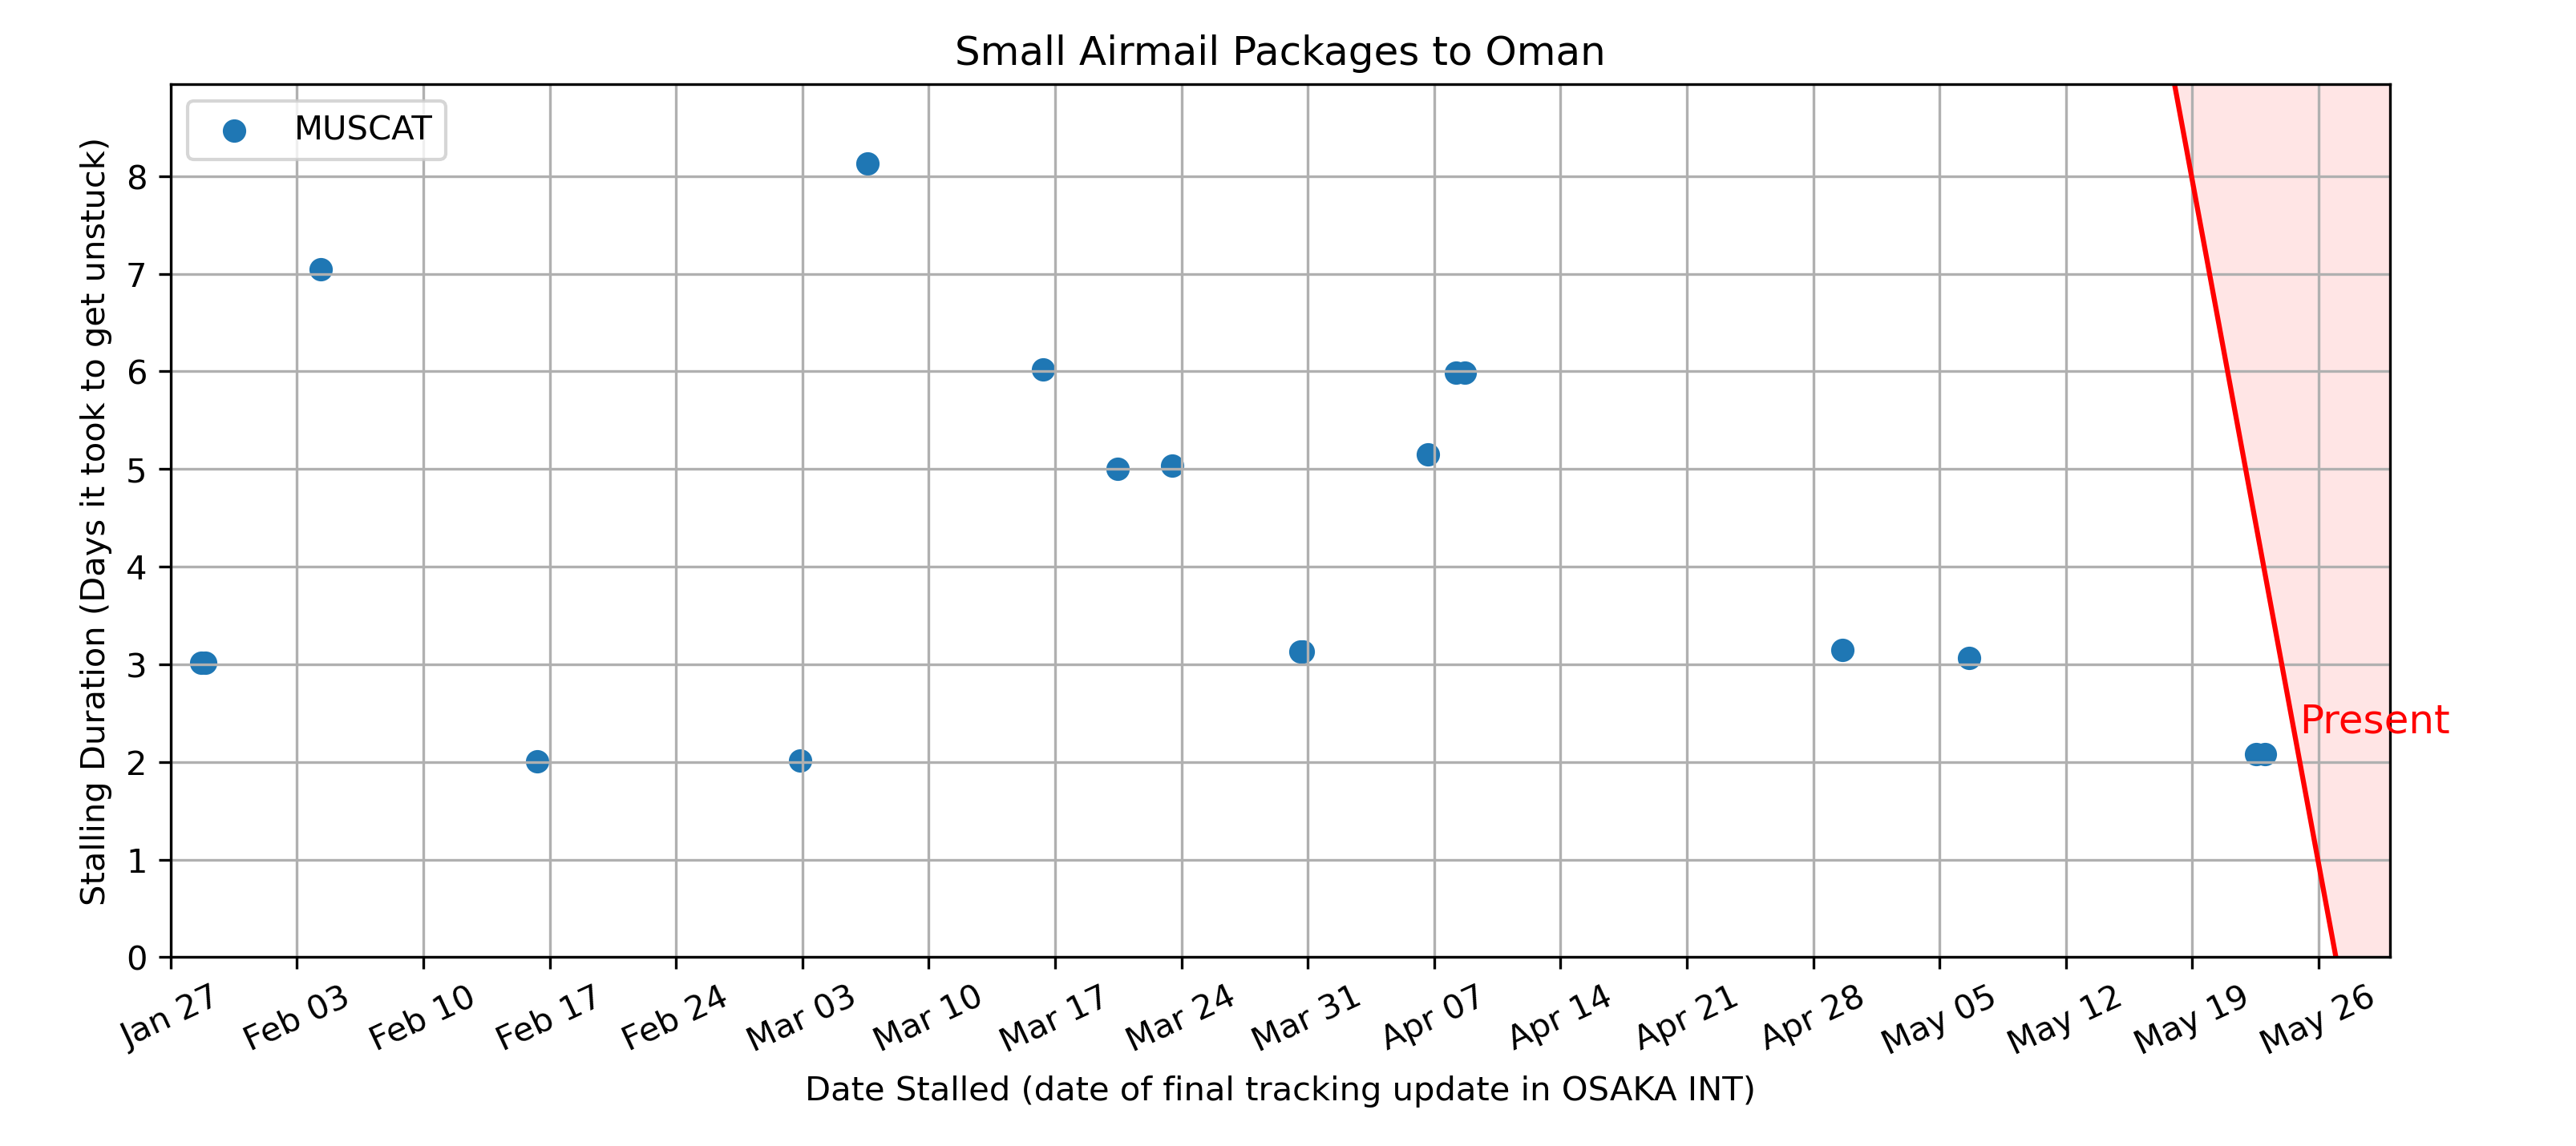 Small Airmail Packages to Oman
MUSCAT
Stalling Duration (Days it took to get unstuck)
8
7
6
5
4
3
2
1
0
Present
Jan 27
Feb 03
Feb 10
Feb 17
Feb 24
Mar 03
Mar 10
Mar 17
Mar 24
Mar 31
Apr 07
Apr 14
Apr 21
Apr 28
May 05
May 12
May 19
May 26
Date Stalled (date of final tracking update in OSAKA INT)